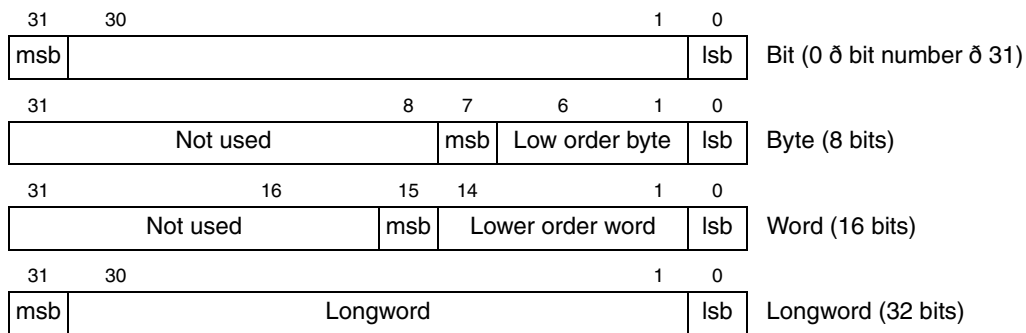 31 30 1 0
msb lsb Bit (0 ð bit number ð 31)
31 8 7 6 1 0
Not used msb Low order byte lsb Byte (8 bits)
31 16 15 14 1 0
Not used msb Lower order word lsb Word (16 bits)
31 30 1 0
msb Longword lsb Longword (32 bits)